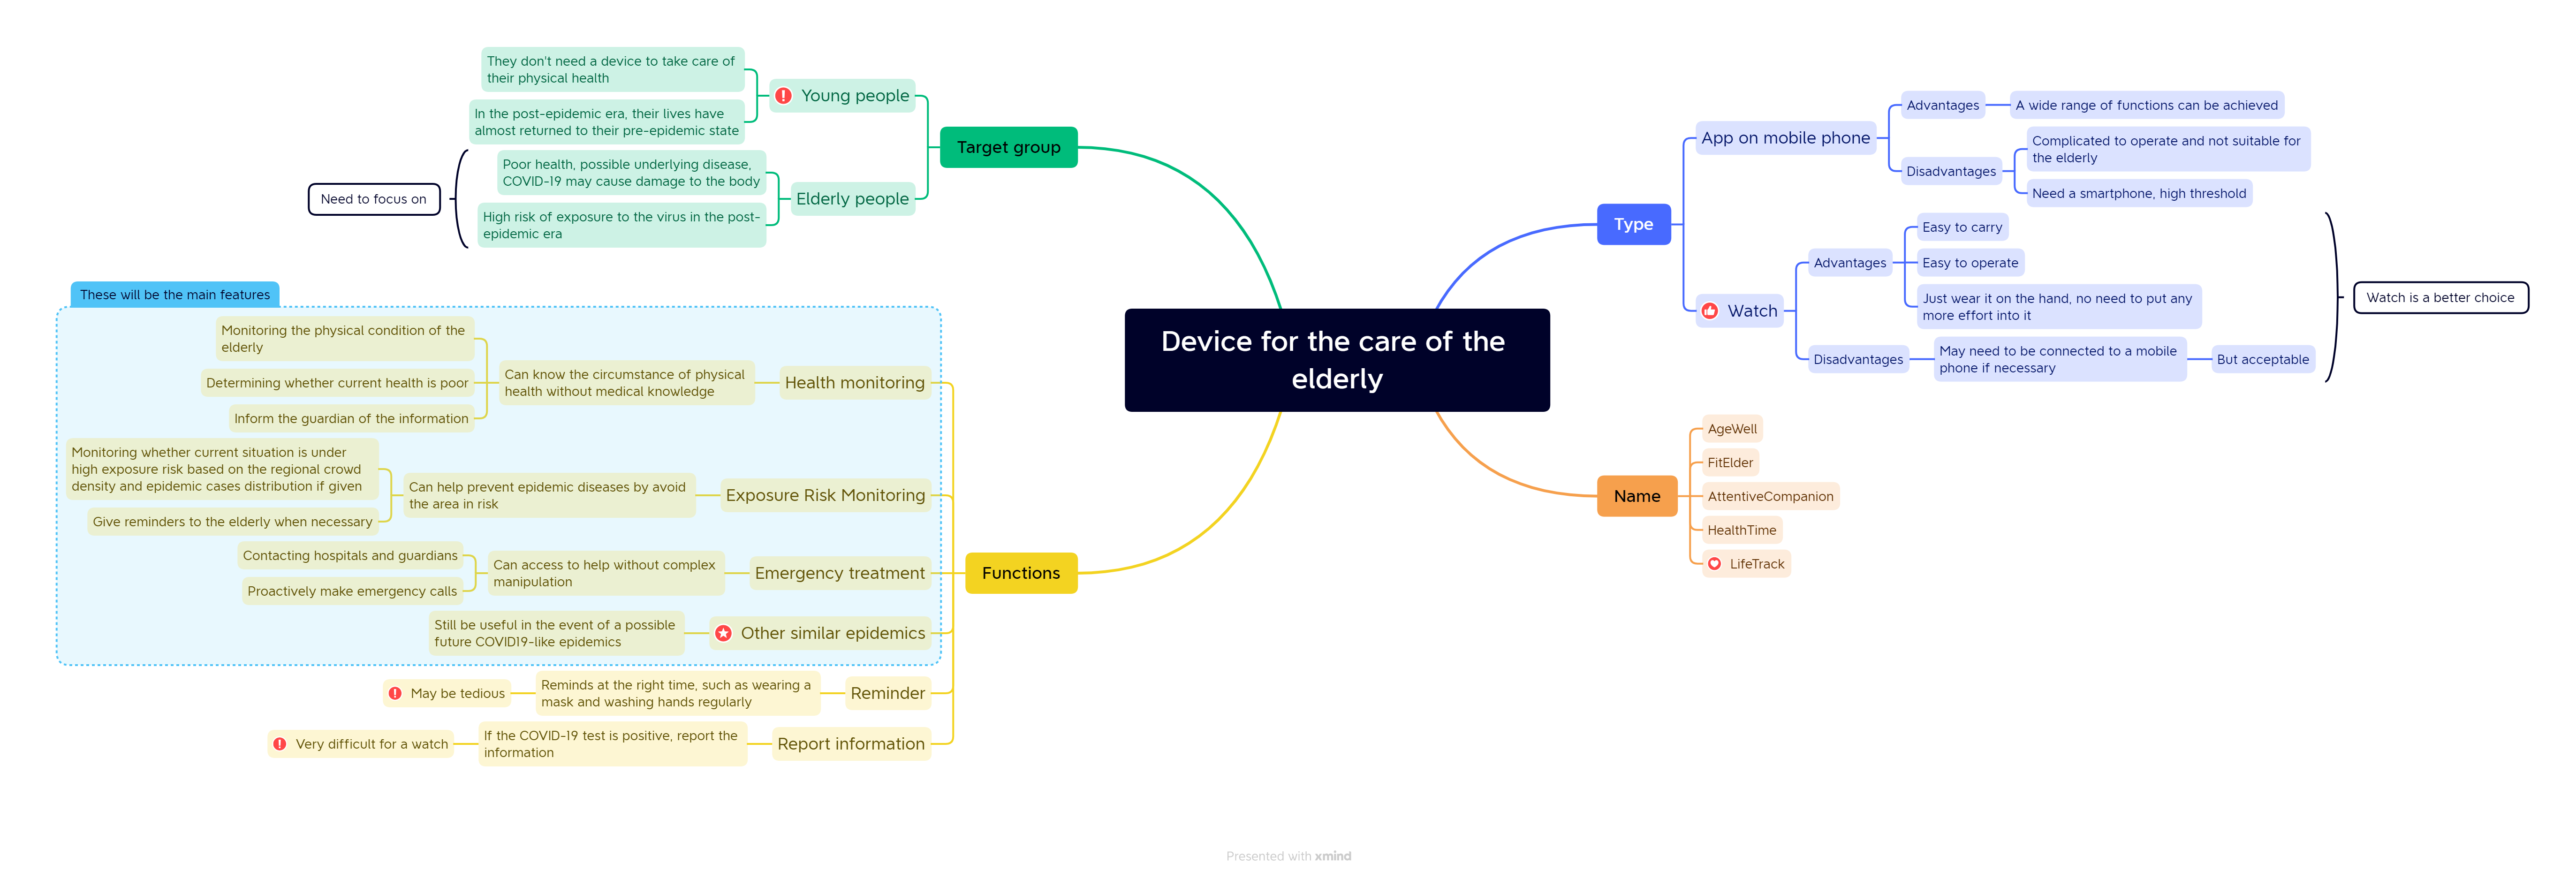 Device for the care of the
elderly
Target group
Young people
They don't need a device to take care of
their physical health
In the post-epidemic era, their lives have
almost returned to their pre-epidemic state
Elderly people
Poor health, possible underlying disease,
COVID-19 may cause damage to the body
High risk of exposure to the virus in the post-
epidemic era
Need to focus on
Type
App on mobile phone
Advantages
A wide range of functions can be achieved
Disadvantages
Complicated to operate and not suitable for
the elderly
Need a smartphone, high threshold
Watch
Advantages
Easy to carry
Easy to operate
Just wear it on the hand, no need to put any
more effort into it
Disadvantages
May need to be connected to a mobile
phone if necessary
But acceptable
Watch is a better choice
Name
AgeWell
FitElder
AttentiveCompanion
HealthTime
LifeTrack
Functions
These will be the main features
Health monitoring
Can know the circumstance of physical
health without medical knowledge
Monitoring the physical condition of the
elderly
Determining whether current health is poor
Inform the guardian of the information
Exposure Risk Monitoring
Can help prevent epidemic diseases by avoid
the area in risk
Monitoring whether current situation is under
high exposure risk based on the regional crowd
density and epidemic cases distribution if given
Give reminders to the elderly when necessary
Emergency treatment
Can access to help without complex
manipulation
Contacting hospitals and guardians
Proactively make emergency calls
Other similar epidemics
Still be useful in the event of a possible
future COVID19-like epidemics
Reminder
Reminds at the right time, such as wearing a
mask and washing hands regularly
May be tedious
Report information
If the COVID-19 test is positive, report the
information
Very difficult for a watch
Presented with xmind